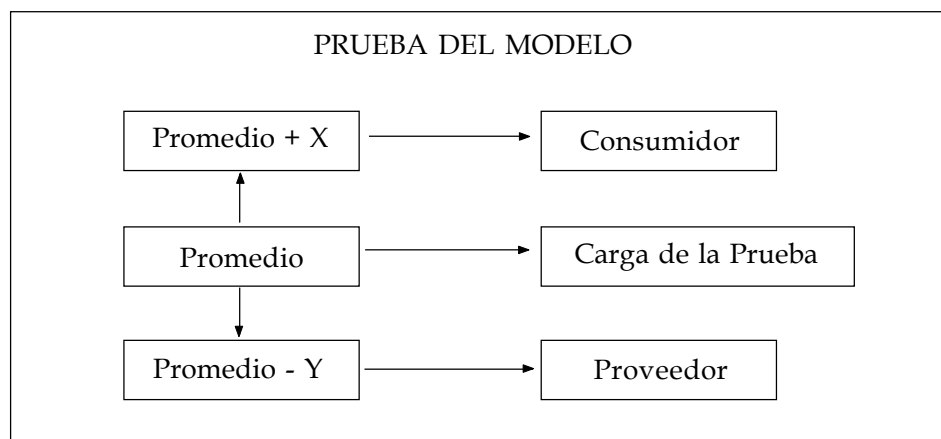 PRUEBA DEL MODELO
Promedio + X
Consumidor
Promedio
Carga de la Prueba
Promedio - Y
Proveedor